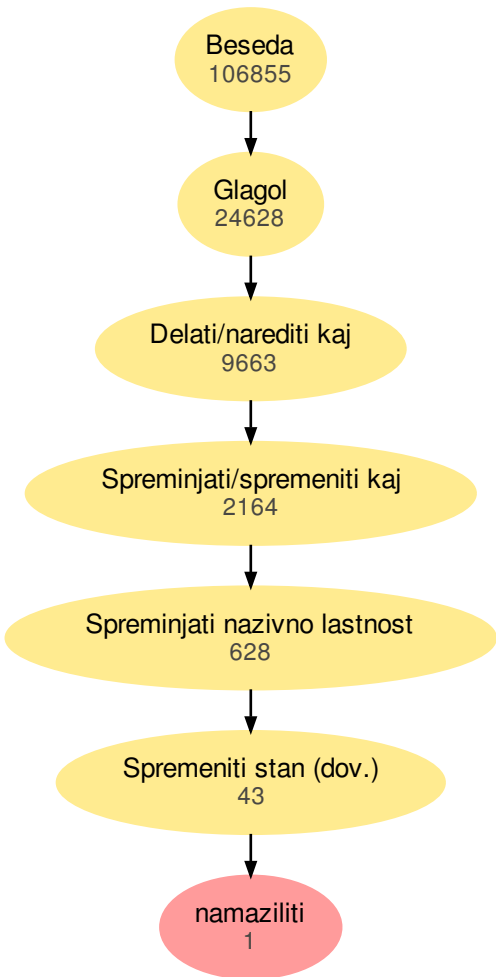 Beseda
106855
Glagol
24628
Delati/narediti kaj
9663
Spreminjati/spremeniti kaj
2164
Spreminjati nazivno lastnost
628
Spremeniti stan (dov.)
43
namaziliti
1